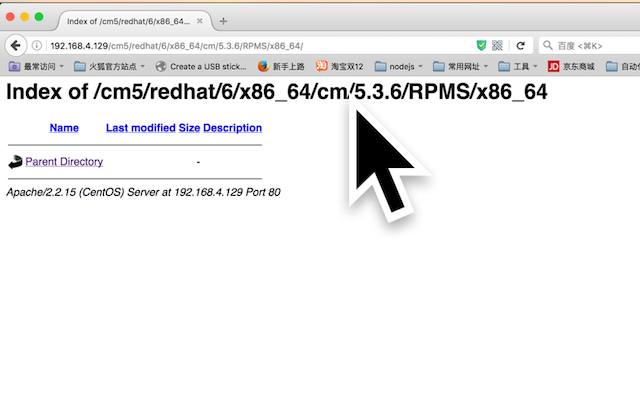 Index of /cm5/redhat/6/x86_64...
192.168.4.129/cm5/redhat/6/x86_64/cm/5.3.6/RPMS/x86_64/
百度 <⌘K>
最常访问 火狐官方站点 Create a USB stick... 新手上路 淘宝双12 nodejs 常用网址 工具 JD 京东商城
Index of /cm5/redhat/6/x86_64/cm/5.3.6/RPMS/x86_64
Name Last modified Size Description
Parent Directory -
Apache/2.2.15 (CentOS) Server at 192.168.4.129 Port 80